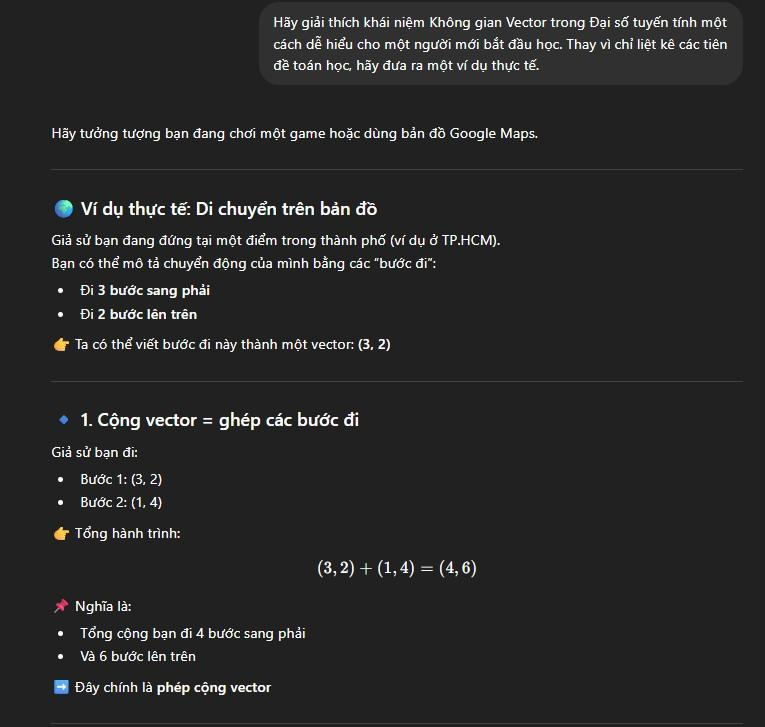 Hãy giải thích khái niệm Không gian Vector trong Đại số tuyến tính một
cách dễ hiểu cho một người mới bắt đầu học. Thay vì chỉ liệt kê các tiên
đề toán học, hãy đưa ra một ví dụ thực tế.
Hãy tưởng tượng bạn đang chơi một game hoặc dùng bản đồ Google Maps.
🌍 Ví dụ thực tế: Di chuyển trên bản đồ
Giả sử bạn đang đứng tại một điểm trong thành phố (ví dụ ở TP.HCM).
Bạn có thể mô tả chuyển động của mình bằng các “bước đi”:
• Đi 3 bước sang phải
• Đi 2 bước lên trên
👉 Ta có thể viết bước đi này thành một vector: (3, 2)
🔹 1. Cộng vector = ghép các bước đi
Giả sử bạn đi:
• Bước 1: (3, 2)
• Bước 2: (1, 4)
👉 Tổng hành trình:
(3, 2) + (1, 4) = (4, 6)
📌 Nghĩa là:
• Tổng cộng bạn đi 4 bước sang phải
• Và 6 bước lên trên
➡️ Đây chính là phép cộng vector